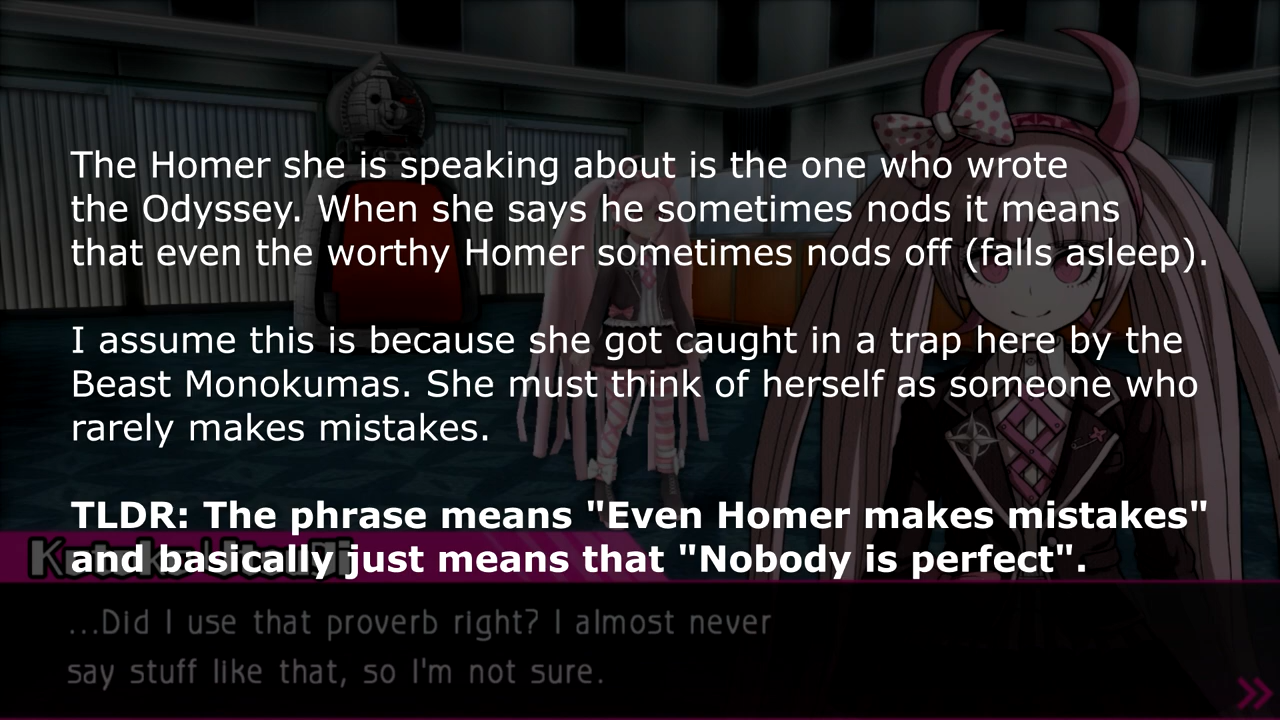 The Homer she is speaking about is the one who wrote
the Odyssey. When she says he sometimes nods it means
that even the worthy Homer sometimes nods off (falls asleep).
I assume this is because she got caught in a trap here by the
Beast Monokumas. She must think of herself as someone who
rarely makes mistakes.
TLDR: The phrase means "Even Homer makes mistakes"
and basically just means that "Nobody is perfect".
...Did I use that proverb right? I almost never
say stuff like that, so I'm not sure.